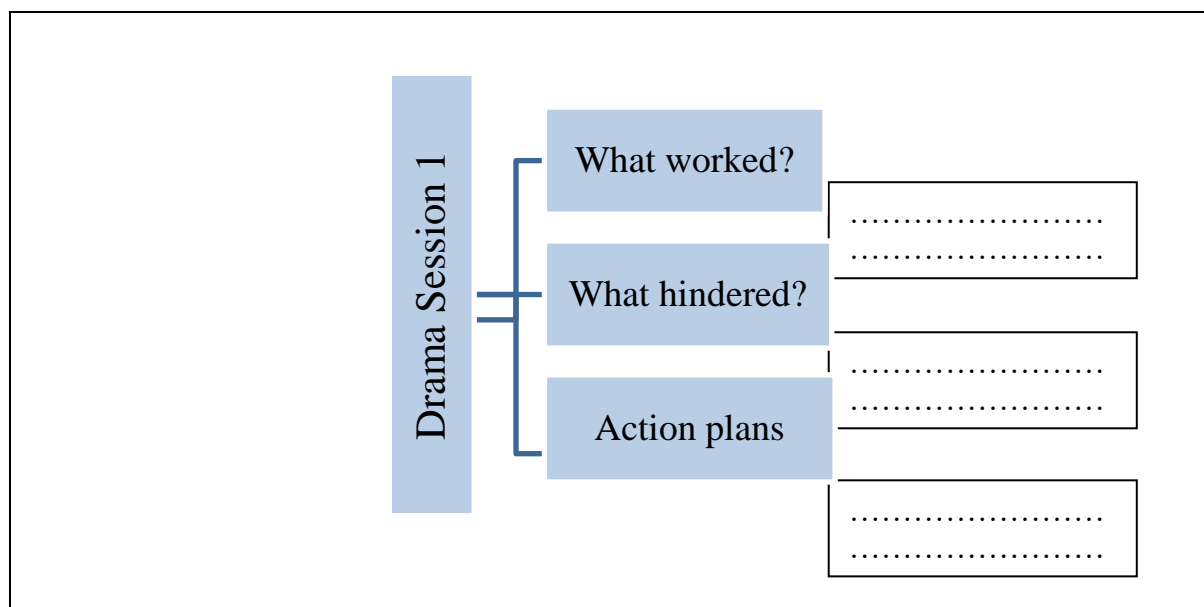 Drama Session 1
What worked?
……………………
……………………
What hindered?
……………………
……………………
Action plans
……………………
……………………